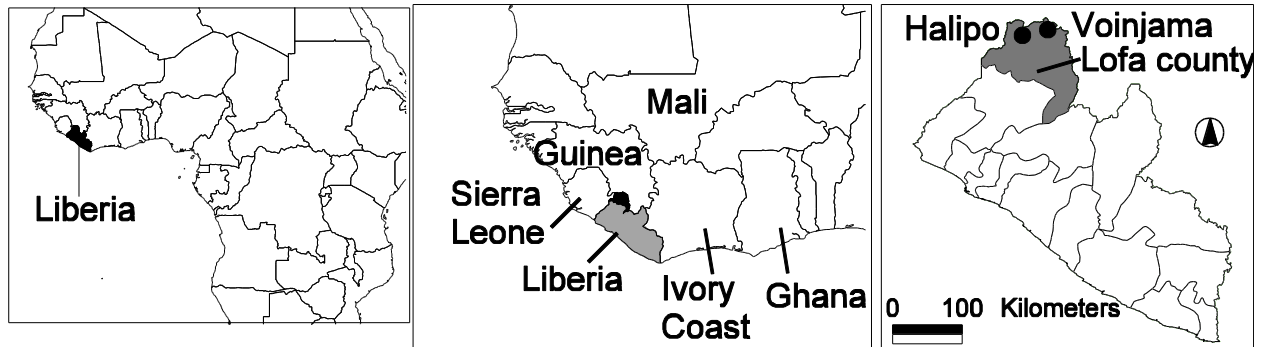 Liberia
Mali
Guinea
Sierra
Leone
Liberia
Ivory
Coast
Ghana
Halipo
Voinjama
Lofa county
0 100 Kilometers